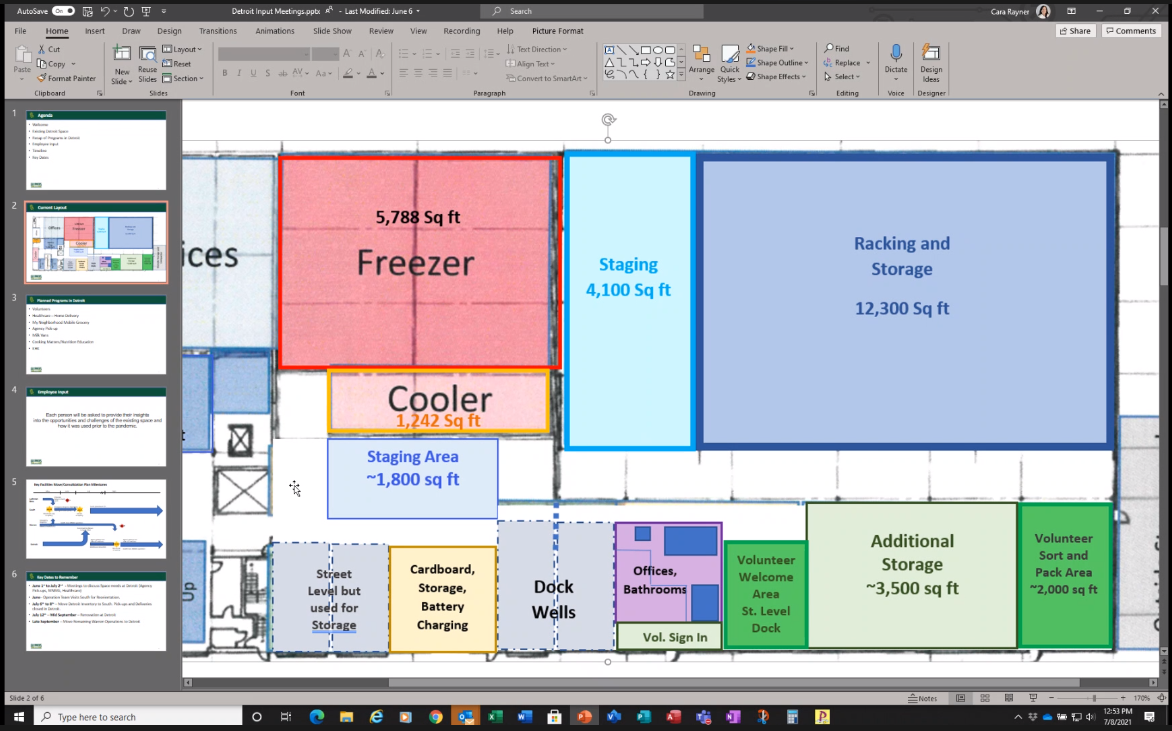 AutoSave On
Detroit Input Meetings.pptx - Last Modified: June 6
Search
Cara Rayner
File Home Insert Draw Design Transitions Animations Slide Show Review View Recording Help Picture Format
Share Comments
Paste
Cut
Copy
Format Painter
Clipboard
New Slide
Reuse Slides
Layout
Reset
Section
Slides
B I U S ab AV Aa A
Font
Text Direction
Align Text
Convert to SmartArt
Paragraph
Arrange
Quick Styles
Shape Fill
Shape Outline
Shape Effects
Drawing
Find
Replace
Select
Editing
Dictate
Voice
Design Ideas
Designer
1
Agenda
2
Current Layout
3
Planned Programs in Detroit
4
Employee Input
Each person will be asked to provide their insights
into the opportunities and challenges of the existing space and
how it was used prior to the pandemic.
5
6
Key Dates to Remember
ices
5,788 Sq ft
Freezer
Cooler
1,242 Sq ft
Staging Area
~1,800 sq ft
Staging
4,100 Sq ft
Racking and
Storage
12,300 Sq ft
Street
Level but
used for
Storage
Cardboard,
Storage,
Battery
Charging
Dock
Wells
Offices,
Bathrooms
Vol. Sign In
Volunteer
Welcome
Area
St. Level
Dock
Additional
Storage
~3,500 sq ft
Volunteer
Sort and
Pack Area
~2,000 sq ft
Slide 2 of 6
Notes
170%
Type here to search
12:53 PM
7/8/2021